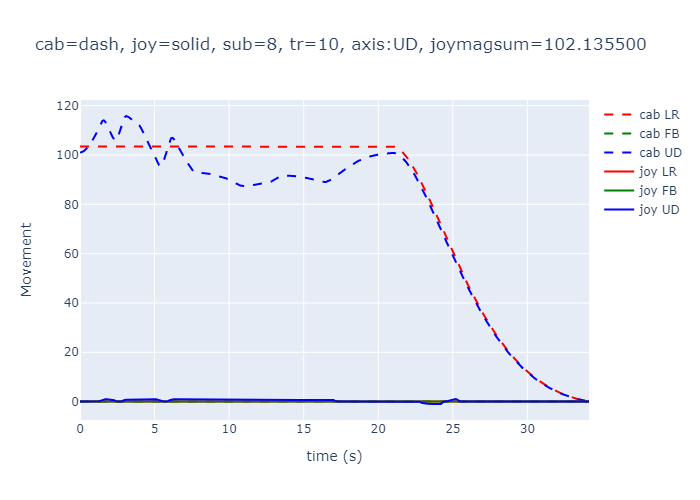 cab=dash, joy=solid, sub=8, tr=10, axis:UD, joymagsum=102.135500
120
100
80
60
40
20
0
Movement
0 5 10 15 20 25 30
time (s)
cab LR
cab FB
cab UD
joy LR
joy FB
joy UD